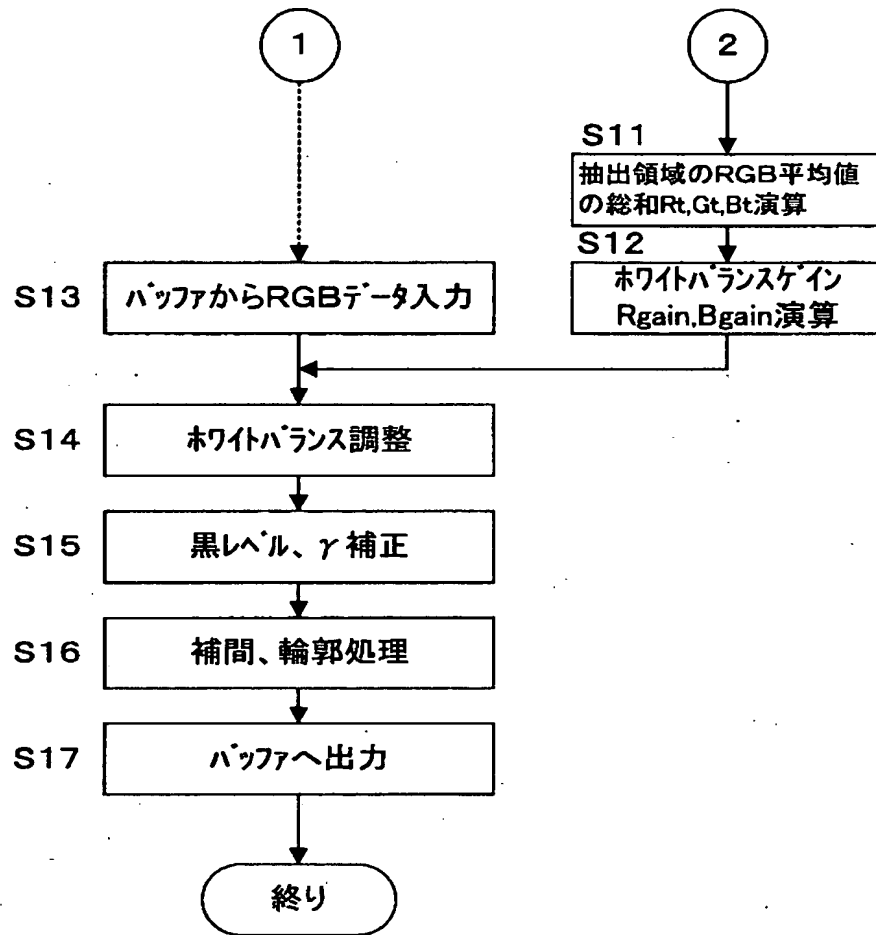 1
2
S11
抽出領域のRGB平均値
の総和Rt,Gt,Bt演算
S12
ホワイトバランスゲイン
Rgain,Bgain演算
S13
バッファからRGBデータ入力
S14
ホワイトバランス調整
S15
黒レベル、γ補正
S16
補間、輪郭処理
S17
バッファへ出力
終り